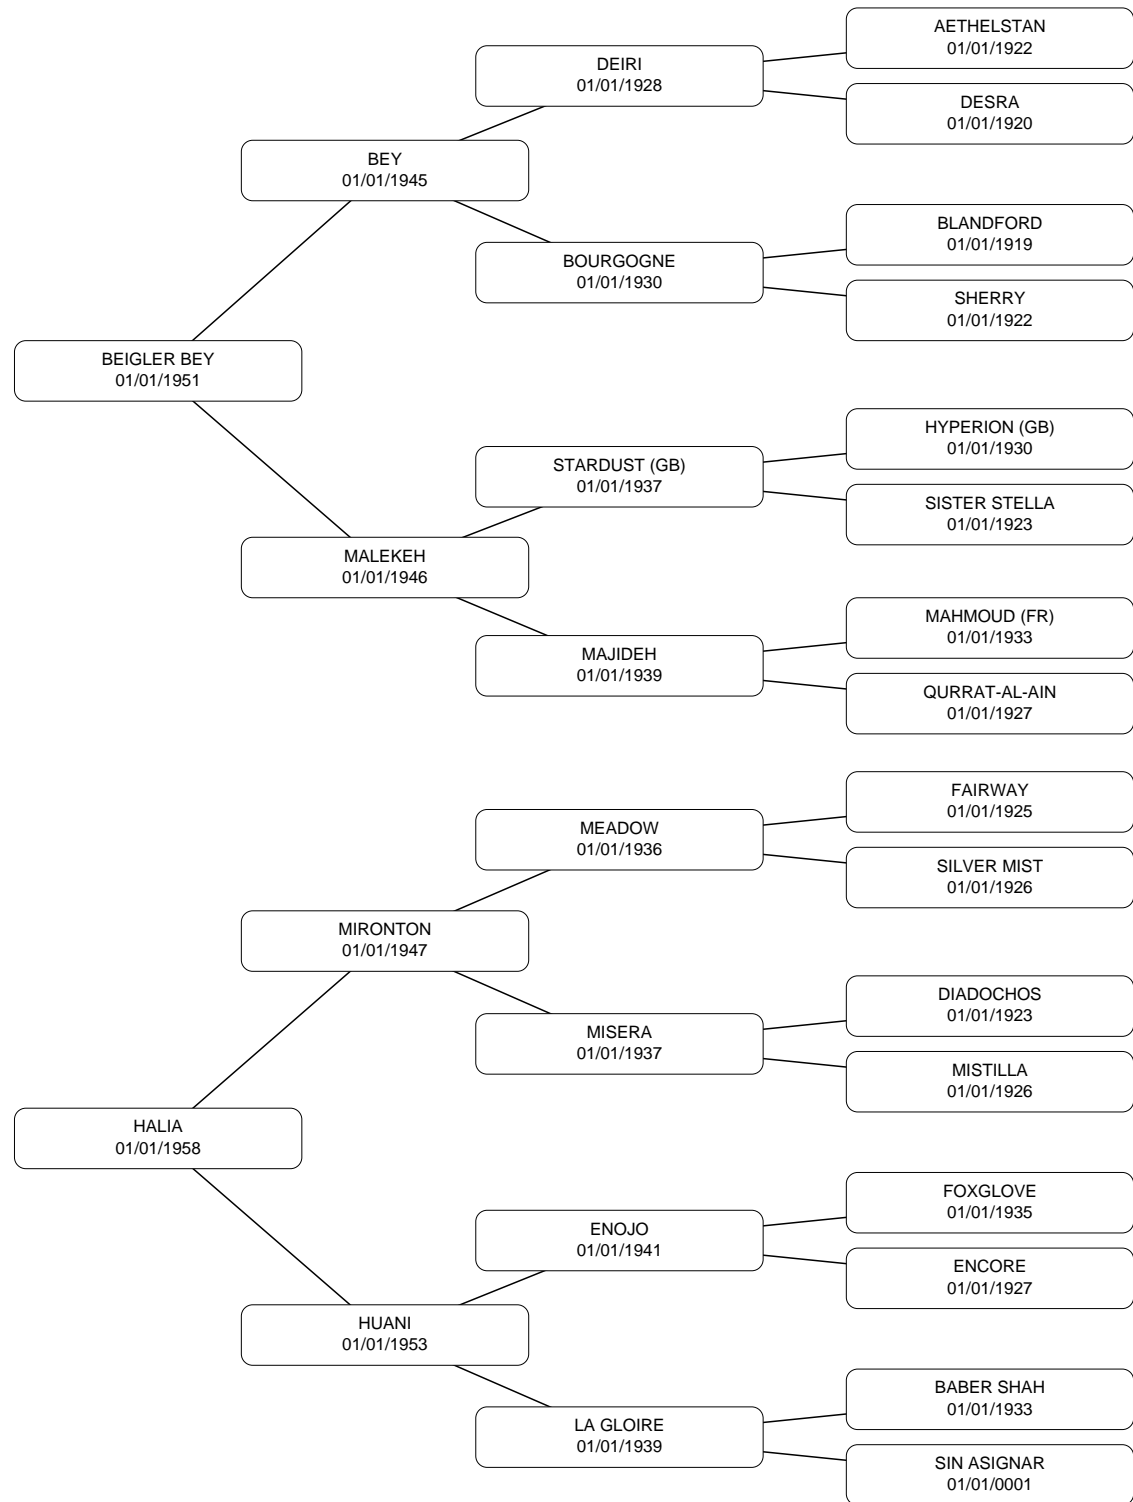 AETHELSTAN
01/01/1922
DEIRI
01/01/1928
DESRA
01/01/1920
BEY
01/01/1945
BLANDFORD
01/01/1919
BOURGOGNE
01/01/1930
SHERRY
01/01/1922
BEIGLER BEY
01/01/1951
HYPERION (GB)
01/01/1930
STARDUST (GB)
01/01/1937
SISTER STELLA
01/01/1923
MALEKEH
01/01/1946
MAHMOUD (FR)
01/01/1933
MAJIDEH
01/01/1939
QURRAT-AL-AIN
01/01/1927
FAIRWAY
01/01/1925
MEADOW
01/01/1936
SILVER MIST
01/01/1926
MIRONTON
01/01/1947
DIADOCHOS
01/01/1923
MISERA
01/01/1937
MISTILLA
01/01/1926
HALIA
01/01/1958
FOXGLOVE
01/01/1935
ENOJO
01/01/1941
ENCORE
01/01/1927
HUANI
01/01/1953
BABER SHAH
01/01/1933
LA GLOIRE
01/01/1939
SIN ASIGNAR
01/01/0001